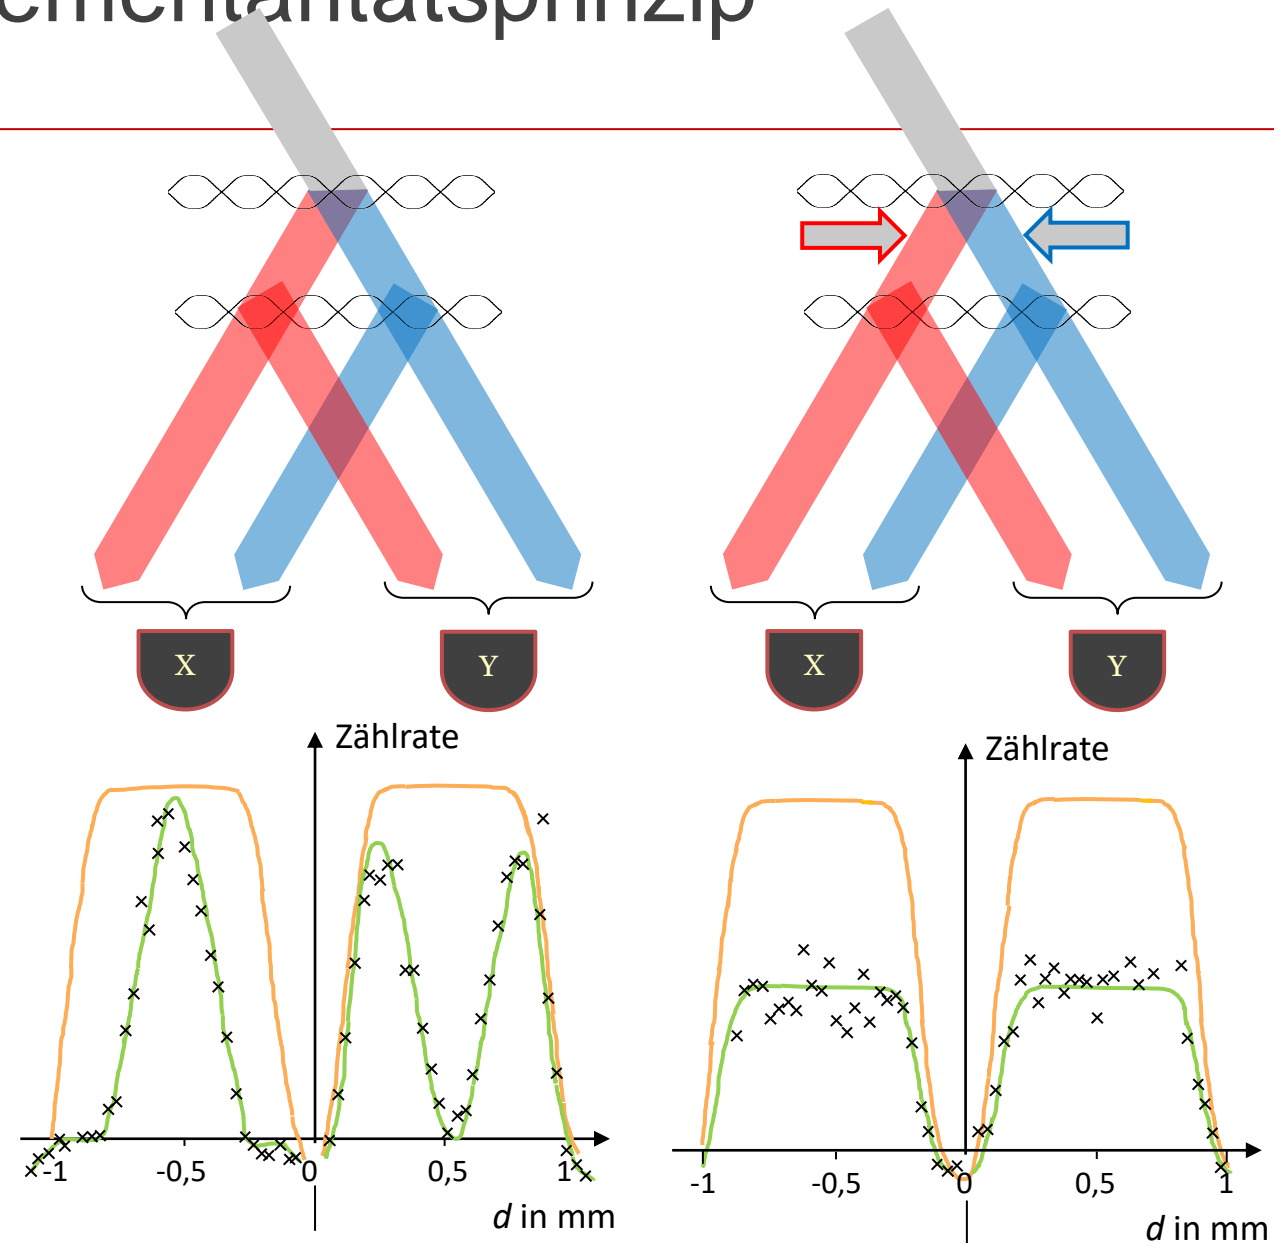 ementaritätsprinzip
X Y X Y
Zählrate
Zählrate
-1 -0,5 0 0,5 1
d in mm
-1 -0,5 0 0,5 1
d in mm